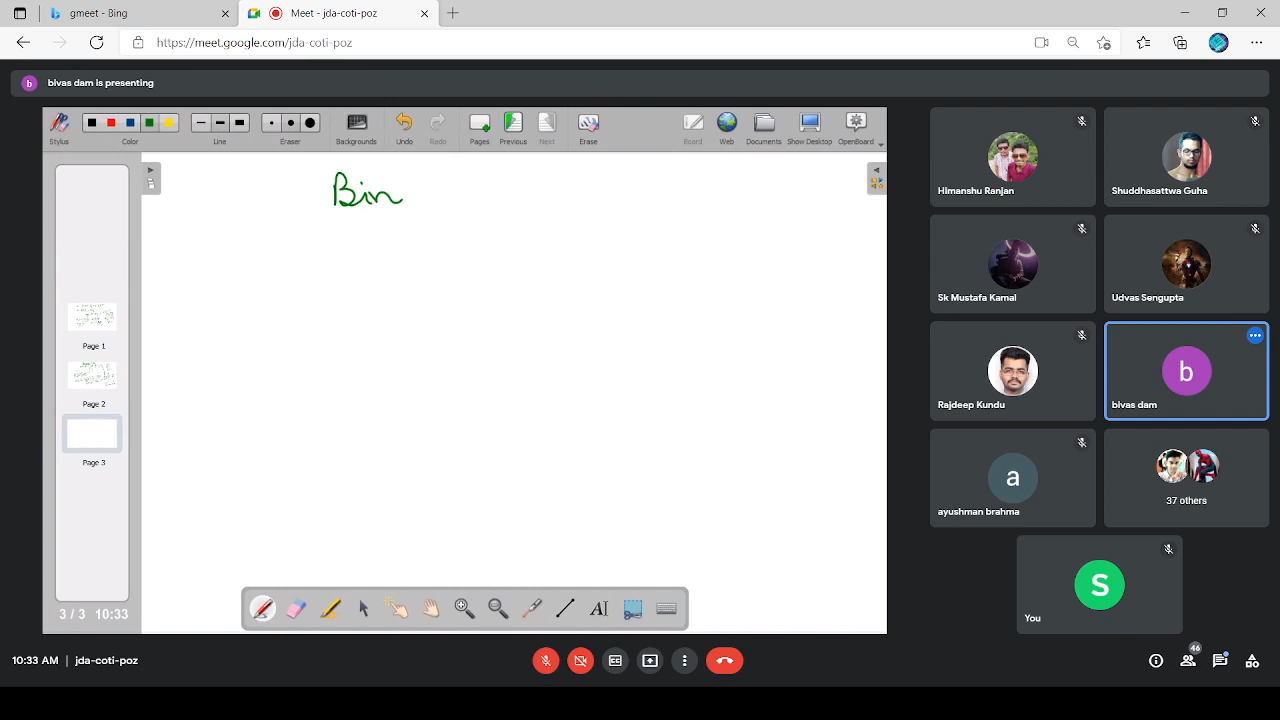 gmeet - Bing
Meet - jda-coti-poz
https://meet.google.com/jda-coti-poz
b
bivas dam is presenting
Stylus
Color
Line
Eraser
Backgrounds
Undo
Redo
Pages
Previous
Next
Erase
Board
Web
Documents
Show Desktop
OpenBoard
Bin
Page 1
Page 2
Page 3
3 / 3 10:33
AI
HImanshu Ranjan
Shuddhasattwa Guha
Sk Mustafa Kamal
Udvas Sengupta
Rajdeep Kundu
b
bivas dam
a
ayushman brahma
37 others
S
You
10:33 AM | jda-coti-poz
46